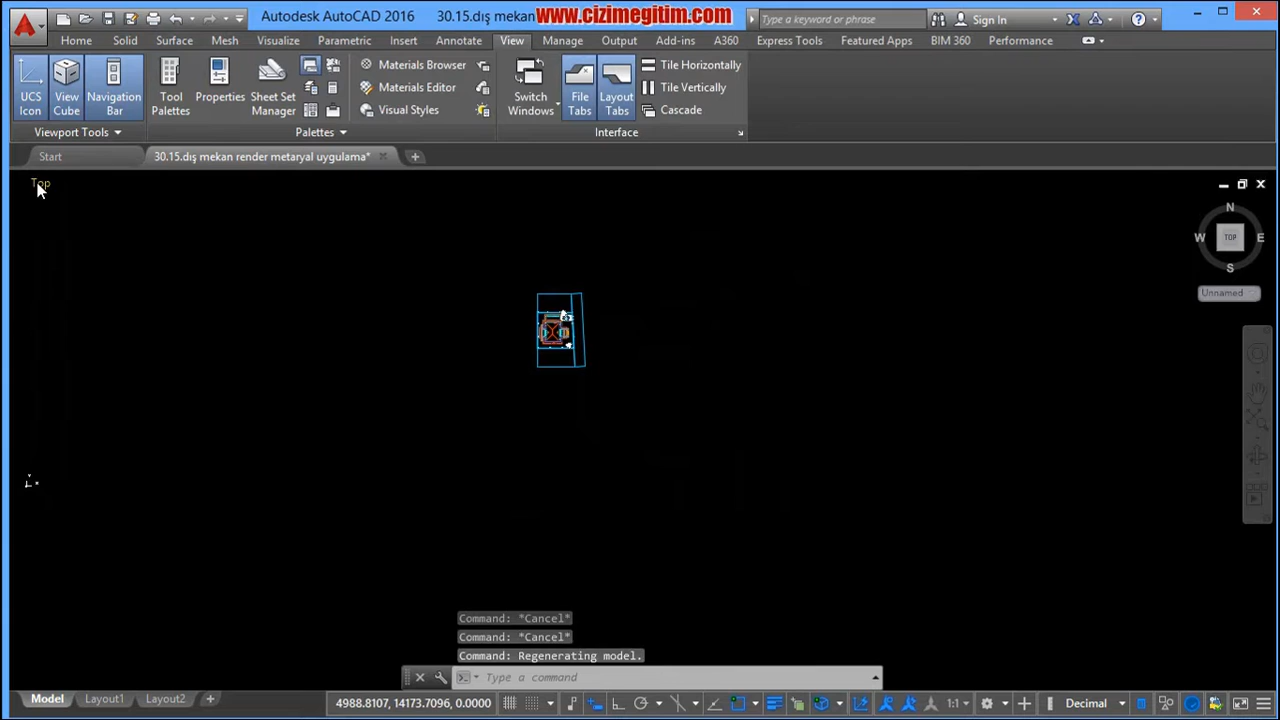 Autodesk AutoCAD 2016 30.15.dış mekan
www.cizimegitim.com
Type a keyword or phrase
Sign In
Home Solid Surface Mesh Visualize Parametric Insert Annotate View Manage Output Add-ins A360 Express Tools Featured Apps BIM 360 Performance
UCS Icon
View Cube
Navigation Bar
Tool Palettes
Properties
Sheet Set Manager
Materials Browser
Materials Editor
Visual Styles
Switch Windows
File Tabs
Layout Tabs
Tile Horizontally
Tile Vertically
Cascade
Viewport Tools
Palettes
Interface
Start
30.15.dış mekan render metaryal uygulama*
Top
N
W TOP E
S
Unnamed
Command: *Cancel*
Command: *Cancel*
Command: Regenerating model.
Type a command
Model Layout1 Layout2
4988.8107, 14173.7096, 0.0000
1:1
Decimal